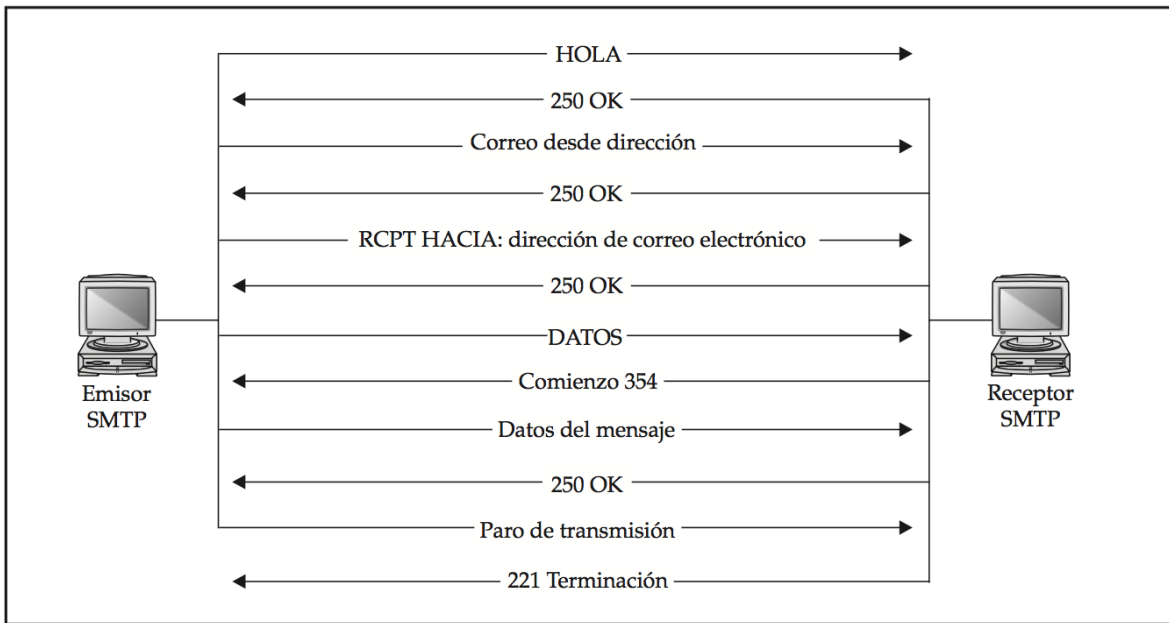 HOLA
250 OK
Correo desde dirección
250 OK
RCPT HACIA: dirección de correo electrónico
250 OK
DATOS
Comienzo 354
Datos del mensaje
250 OK
Paro de transmisión
221 Terminación
Emisor
SMTP
Receptor
SMTP